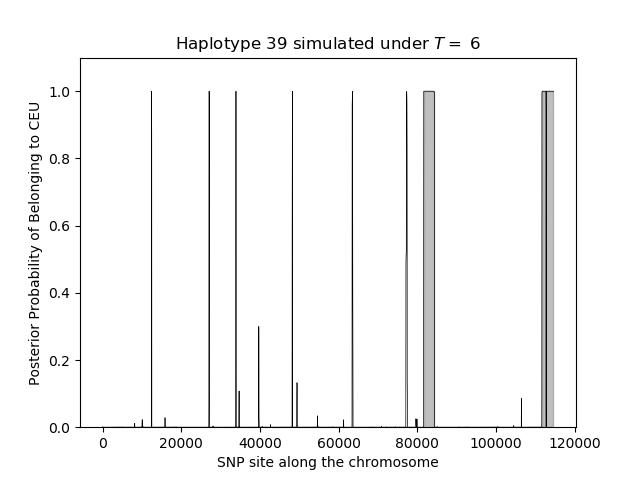 Haplotype 39 simulated under T = 6
Posterior Probability of Belonging to CEU
1.0
0.8
0.6
0.4
0.2
0.0
0 20000 40000 60000 80000 100000 120000
SNP site along the chromosome